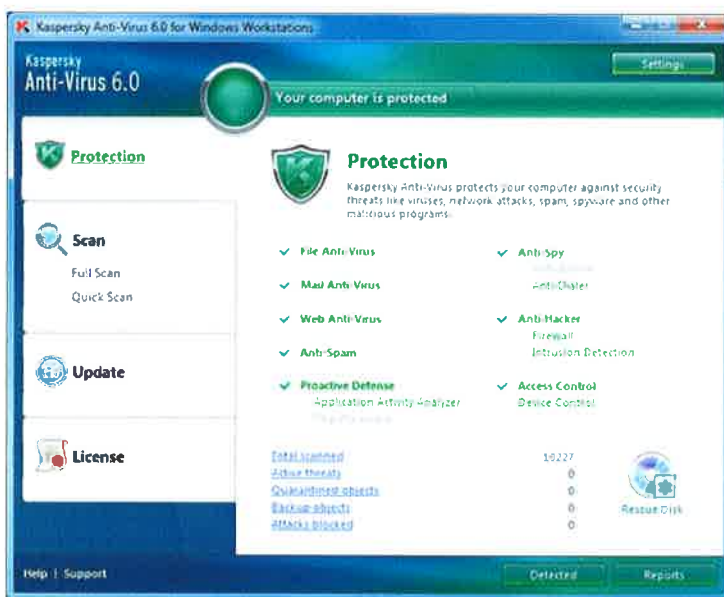 Kaspersky Anti-Virus 6.0 for Windows Workstations
Kaspersky
Anti-Virus 6.0
Settings
Your computer is protected
Protection
Scan
Full Scan
Quick Scan
Update
License
Protection
Kaspersky Anti-Virus protects your computer against security
threats like viruses, network attacks, spam, spyware and other
malicious programs.
File Anti-Virus
Mail Anti-Virus
Web Anti-Virus
Anti-Spam
Proactive Defense
Application Activity Analyzer
Anti-Spy
Anti-Dialer
Anti-Hacker
Firewall
Intrusion Detection
Access Control
Device Control
Total scanned
Active threats 0
Quarantined objects 0
Backup objects 0
Attacks blocked 0
Rescue Disk
Help | Support
Detected
Reports